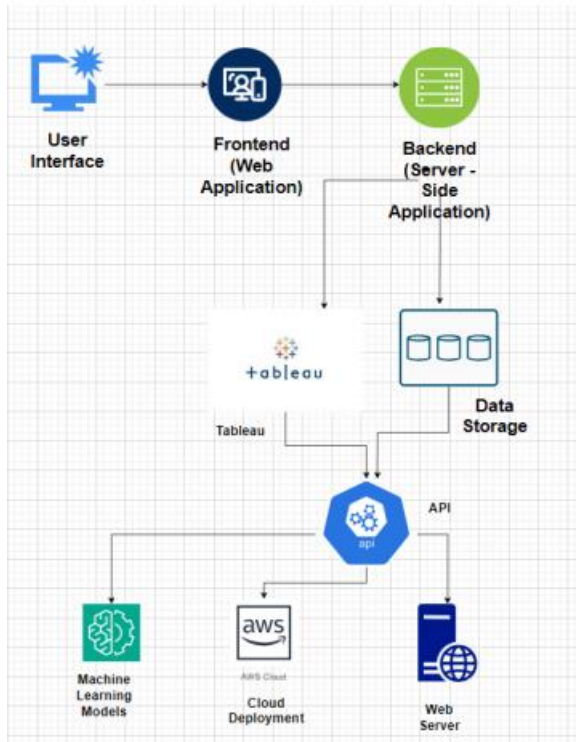 User
Interface
Frontend
(Web
Application)
Backend
(Server -
Side
Application)
+ableau
Tableau
Data
Storage
API
api
Machine
Learning
Models
aws
AWS Cloud
Cloud
Deployment
Web
Server